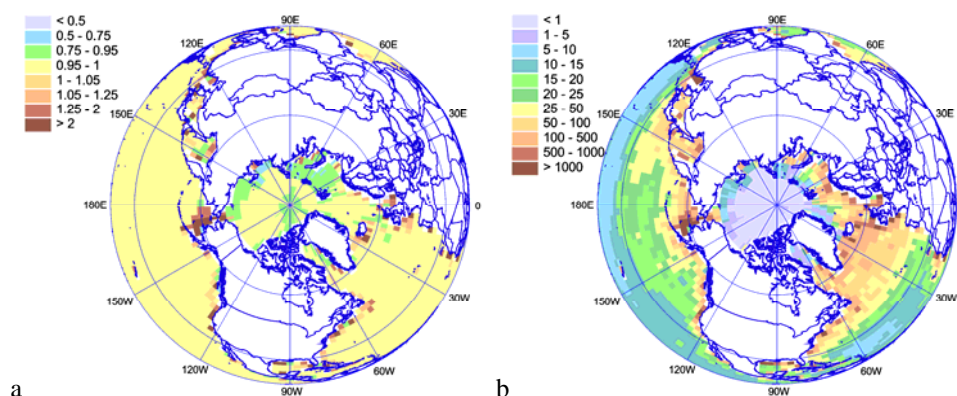 < 0.5
0.5 - 0.75
0.75 - 0.95
0.95 - 1
1 - 1.05
1.05 - 1.25
1.25 - 2
> 2
90E
120E
60E
150E
30E
180E
0
150W
30W
120W
60W
90W
a
< 1
1 - 5
5 - 10
10 - 15
15 - 20
20 - 25
25 - 50
50 - 100
100 - 500
500 - 1000
> 1000
90E
120E
60E
150E
30E
180E
0
150W
30W
120W
60W
90W
b